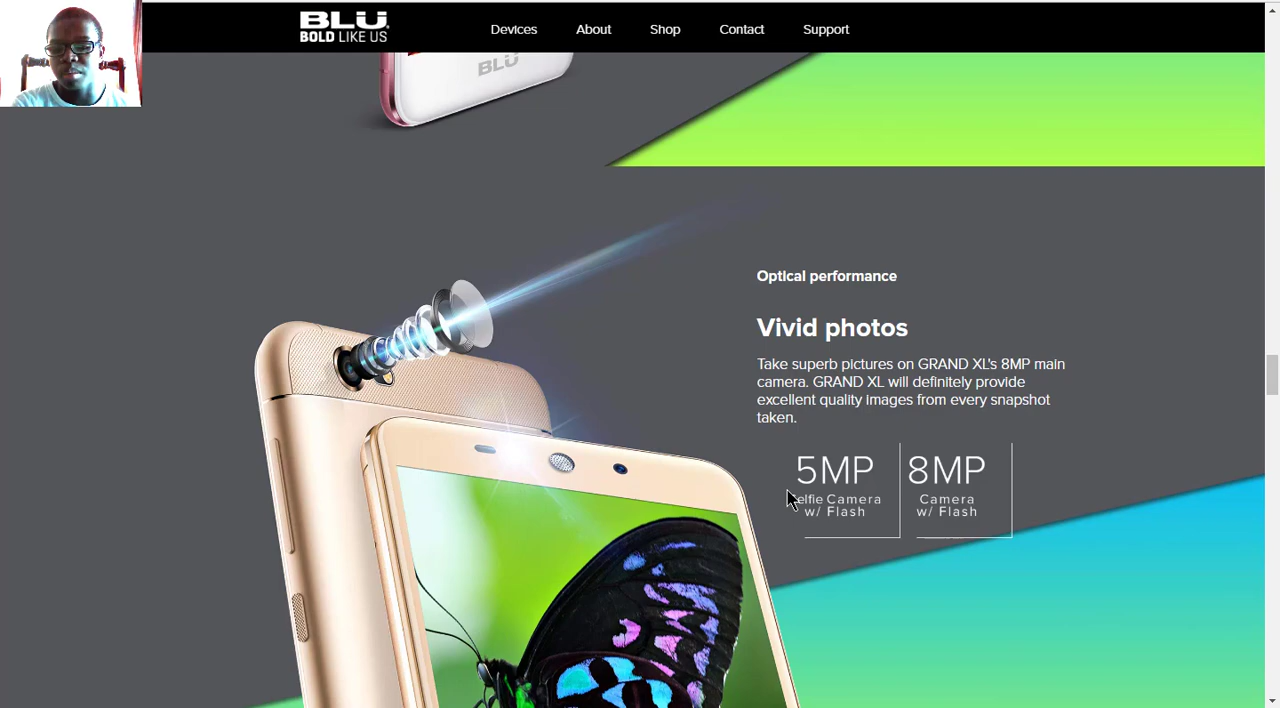 BLU
BOLD LIKE US
Devices
About
Shop
Contact
Support
BLU
Optical performance
Vivid photos
Take superb pictures on GRAND XL's 8MP main
camera. GRAND XL will definitely provide
excellent quality images from every snapshot
taken.
5MP
elfie Camera
w/ Flash
8MP
Camera
w/ Flash